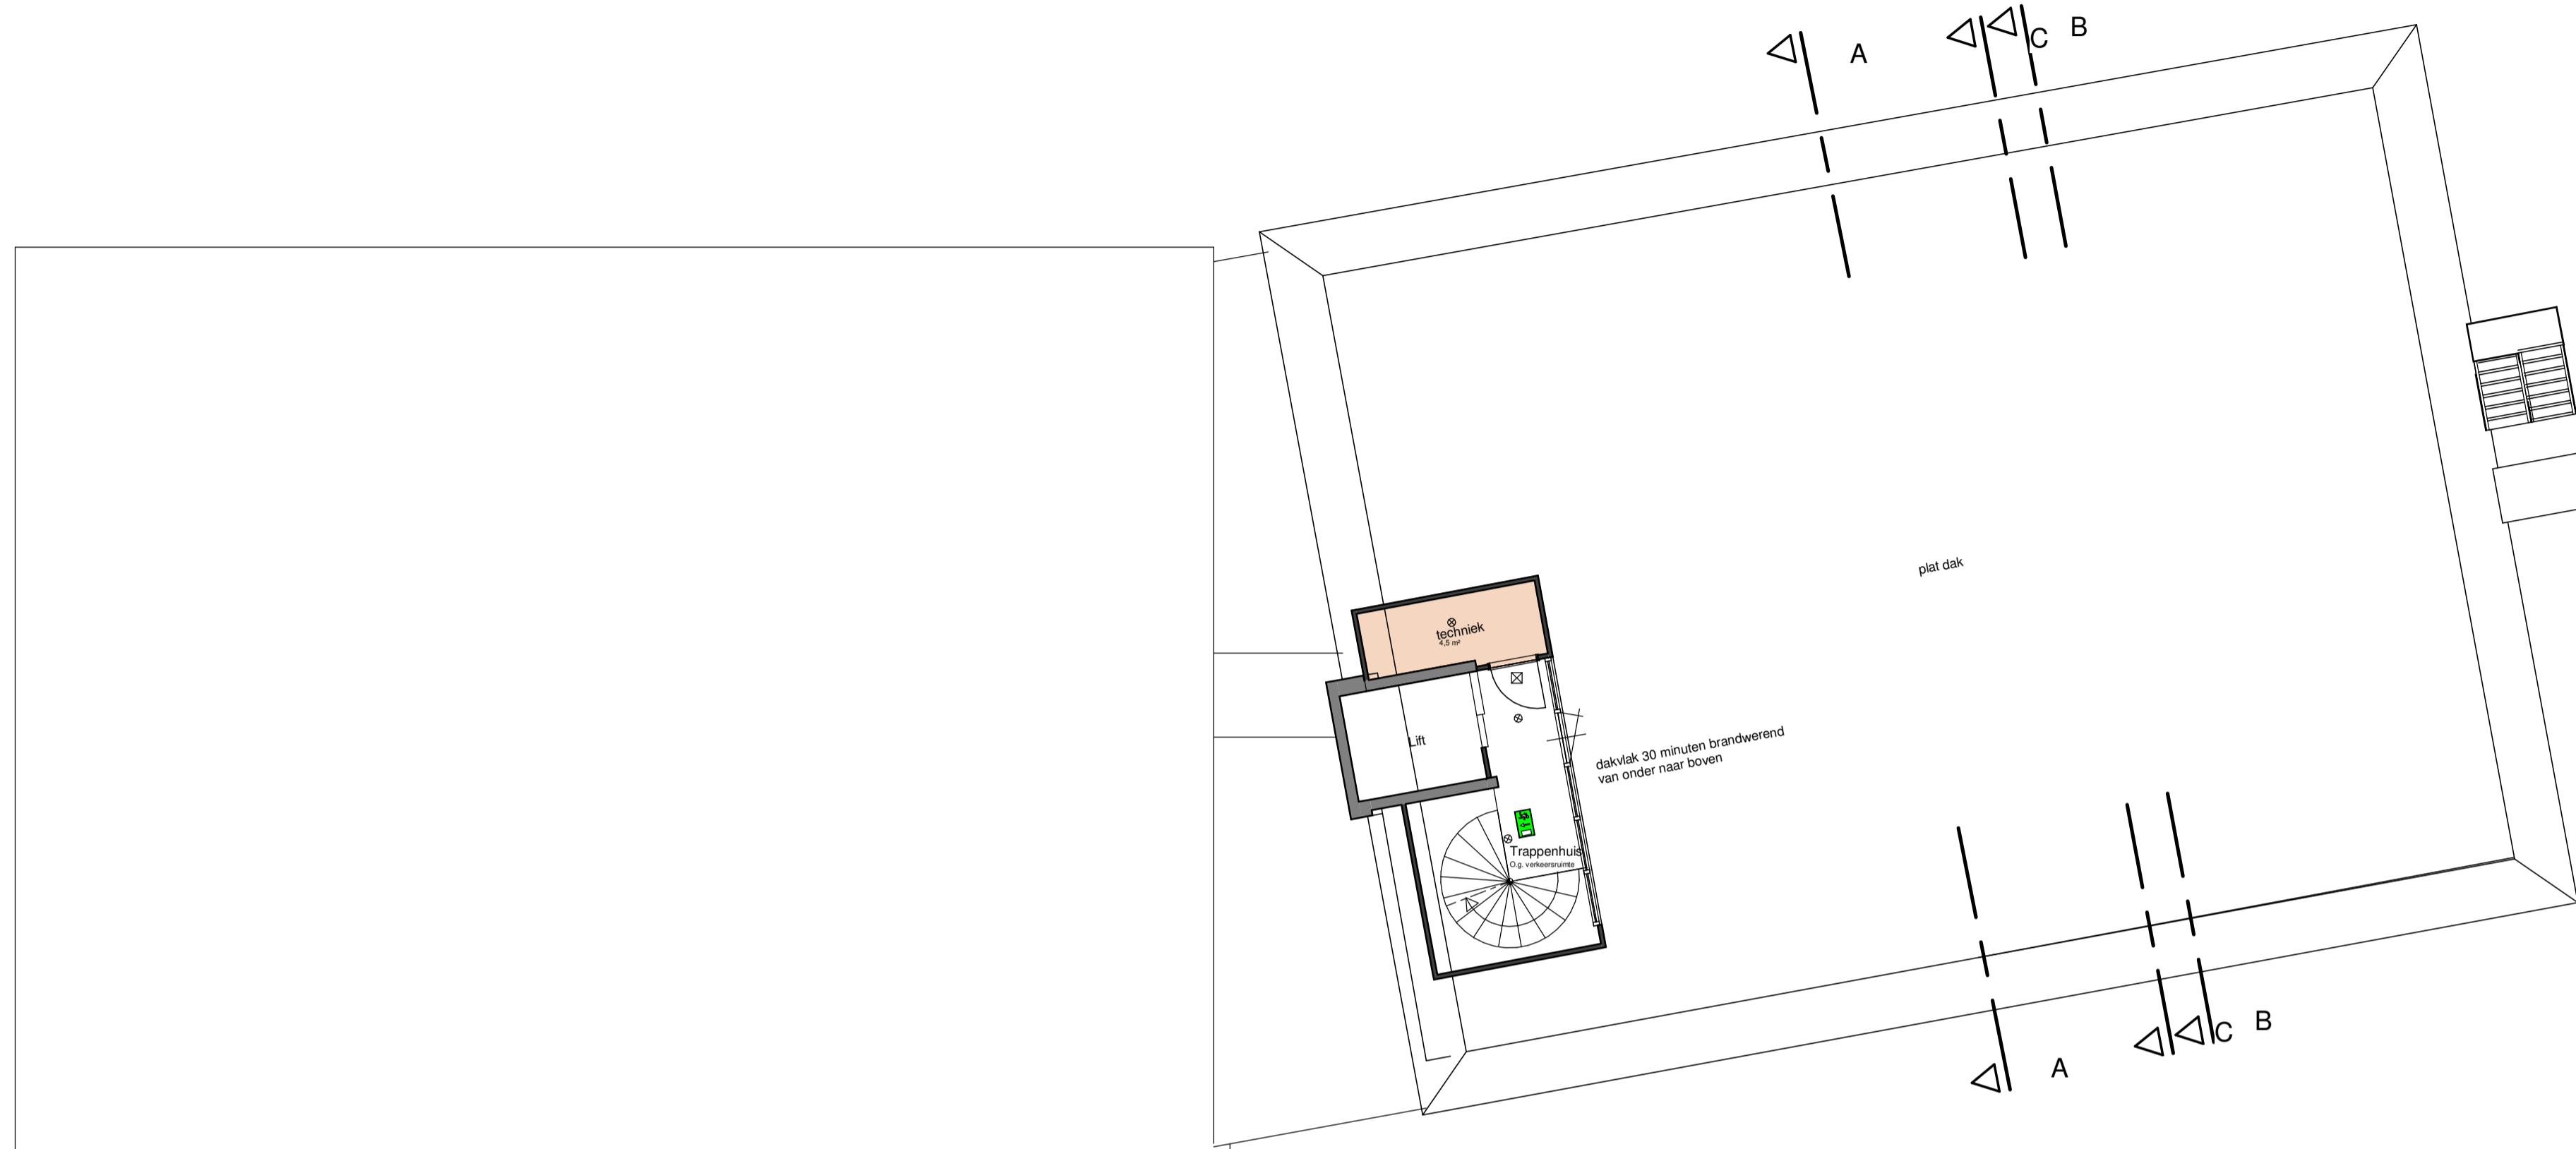 A
C
B
plat dak
techniek
4,5 m²
Lift
dakvlak 30 minuten brandwerend
van onder naar boven
Trappenhuis
O.g. verkeersruimte
A
C
B